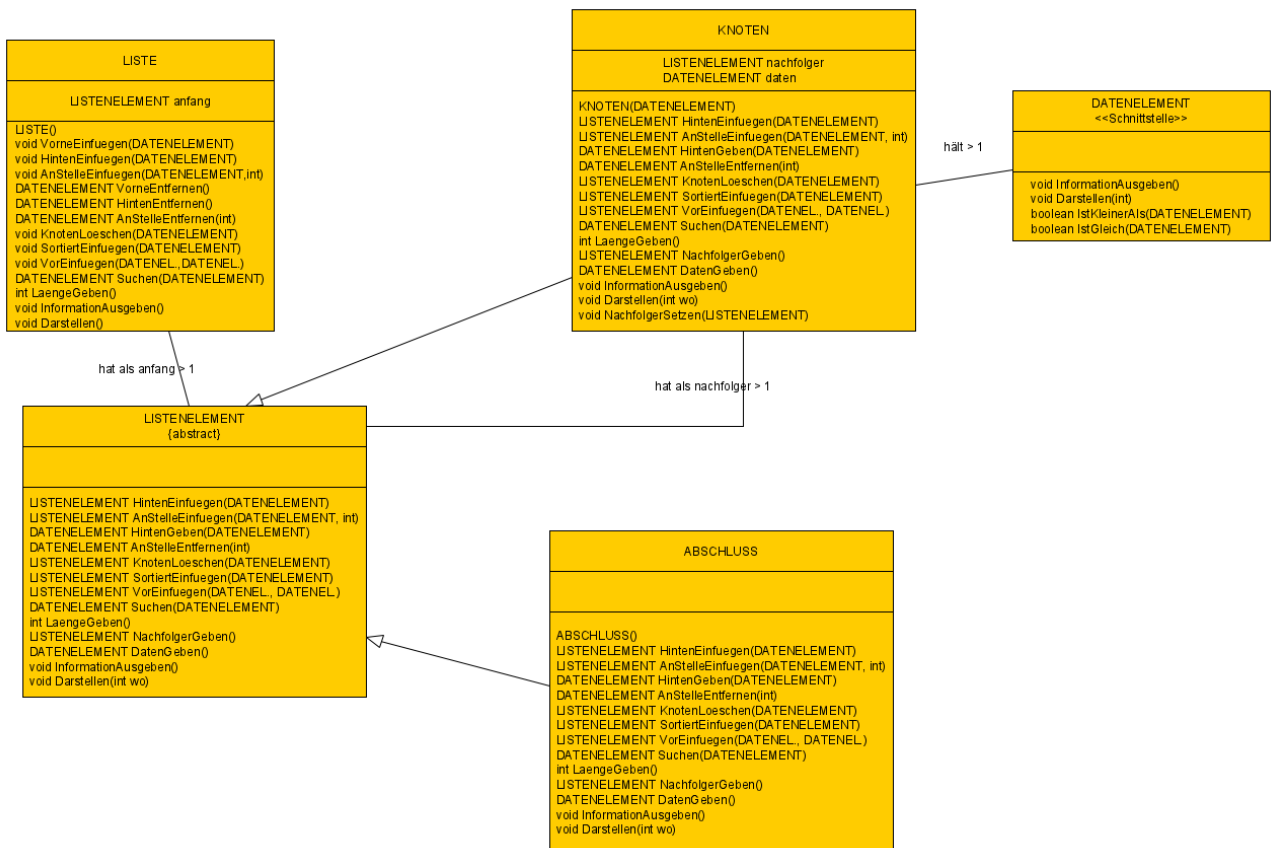 LISTE
LISTENELEMENT anfang
LISTE()
void VorneEinfuegen(DATENELEMENT)
void HintenEinfuegen(DATENELEMENT)
void AnStelleEinfuegen(DATENELEMENT,int)
DATENELEMENT VorneEntfernen()
DATENELEMENT HintenEntfernen()
DATENELEMENT AnStelleEntfernen(int)
void KnotenLoeschen(DATENELEMENT)
void SortiertEinfuegen(DATENELEMENT)
void VorEinfuegen(DATENEL.,DATENEL.)
DATENELEMENT Suchen(DATENELEMENT)
int LaengeGeben()
void InformationAusgeben()
void Darstellen()
KNOTEN
LISTENELEMENT nachfolger
DATENELEMENT daten
KNOTEN(DATENELEMENT)
LISTENELEMENT HintenEinfuegen(DATENELEMENT)
LISTENELEMENT AnStelleEinfuegen(DATENELEMENT, int)
DATENELEMENT HintenGeben(DATENELEMENT)
DATENELEMENT AnStelleEntfernen(int)
LISTENELEMENT KnotenLoeschen(DATENELEMENT)
LISTENELEMENT SortiertEinfuegen(DATENELEMENT)
LISTENELEMENT VorEinfuegen(DATENEL., DATENEL.)
DATENELEMENT Suchen(DATENELEMENT)
int LaengeGeben()
LISTENELEMENT NachfolgerGeben()
DATENELEMENT DatenGeben()
void InformationAusgeben()
void Darstellen(int wo)
void NachfolgerSetzen(LISTENELEMENT)
hält > 1
DATENELEMENT
<<Schnittstelle>>
void InformationAusgeben()
void Darstellen(int)
boolean IstKleinerAls(DATENELEMENT)
boolean IstGleich(DATENELEMENT)
hat als anfang > 1
hat als nachfolger > 1
LISTENELEMENT
{abstract}
LISTENELEMENT HintenEinfuegen(DATENELEMENT)
LISTENELEMENT AnStelleEinfuegen(DATENELEMENT, int)
DATENELEMENT HintenGeben(DATENELEMENT)
DATENELEMENT AnStelleEntfernen(int)
LISTENELEMENT KnotenLoeschen(DATENELEMENT)
LISTENELEMENT SortiertEinfuegen(DATENELEMENT)
LISTENELEMENT VorEinfuegen(DATENEL., DATENEL.)
DATENELEMENT Suchen(DATENELEMENT)
int LaengeGeben()
LISTENELEMENT NachfolgerGeben()
DATENELEMENT DatenGeben()
void InformationAusgeben()
void Darstellen(int wo)
ABSCHLUSS
ABSCHLUSS()
LISTENELEMENT HintenEinfuegen(DATENELEMENT)
LISTENELEMENT AnStelleEinfuegen(DATENELEMENT, int)
DATENELEMENT HintenGeben(DATENELEMENT)
DATENELEMENT AnStelleEntfernen(int)
LISTENELEMENT KnotenLoeschen(DATENELEMENT)
LISTENELEMENT SortiertEinfuegen(DATENELEMENT)
LISTENELEMENT VorEinfuegen(DATENEL., DATENEL.)
DATENELEMENT Suchen(DATENELEMENT)
int LaengeGeben()
LISTENELEMENT NachfolgerGeben()
DATENELEMENT DatenGeben()
void InformationAusgeben()
void Darstellen(int wo)